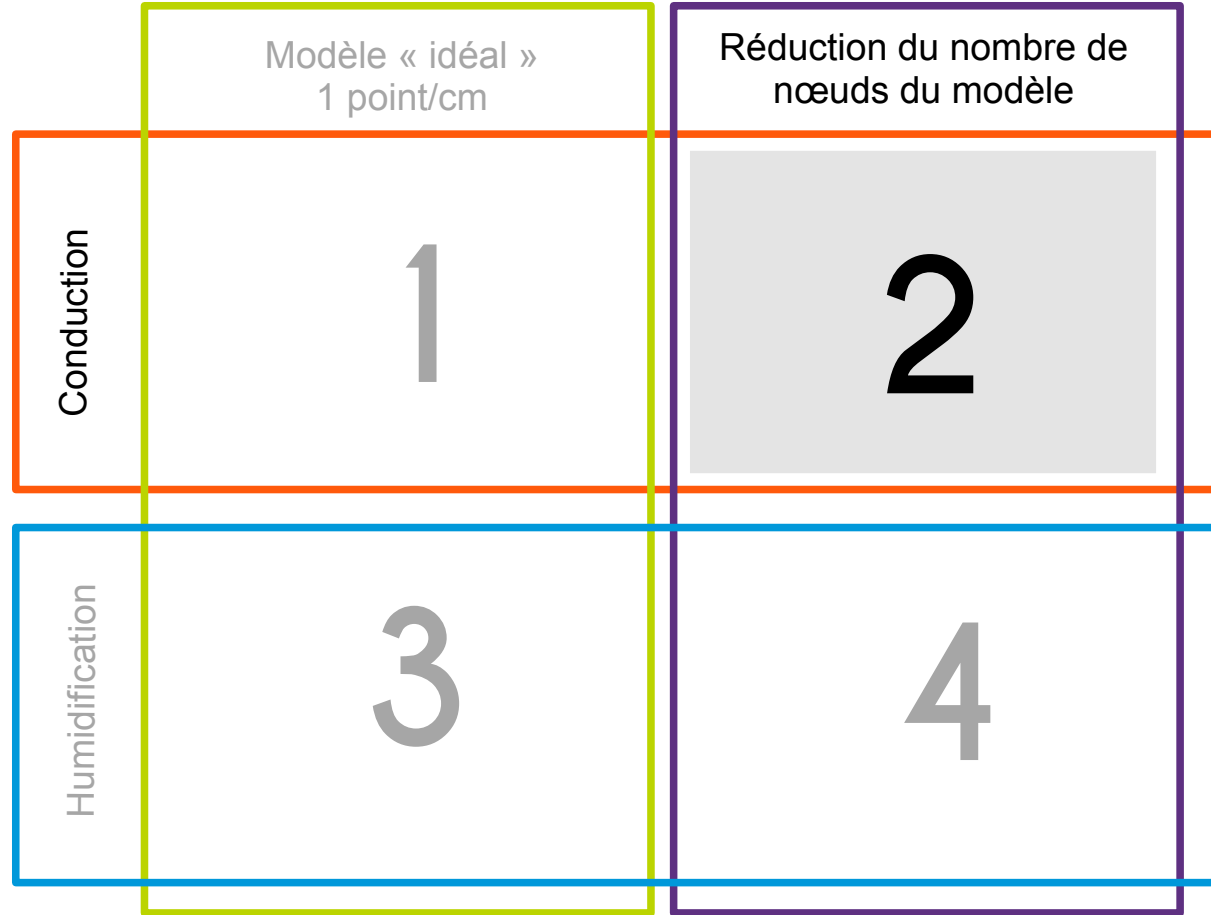 Modèle « idéal »
1 point/cm
Réduction du nombre de
nœuds du modèle
Conduction
1
2
Humidification
3
4